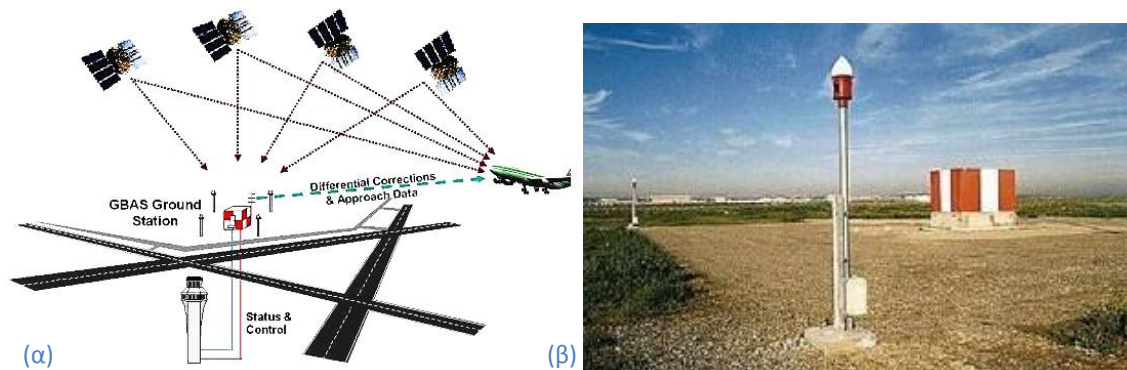 Differential Corrections
& Approach Data
GBAS Ground
Station
Status &
Control
(α)
(β)